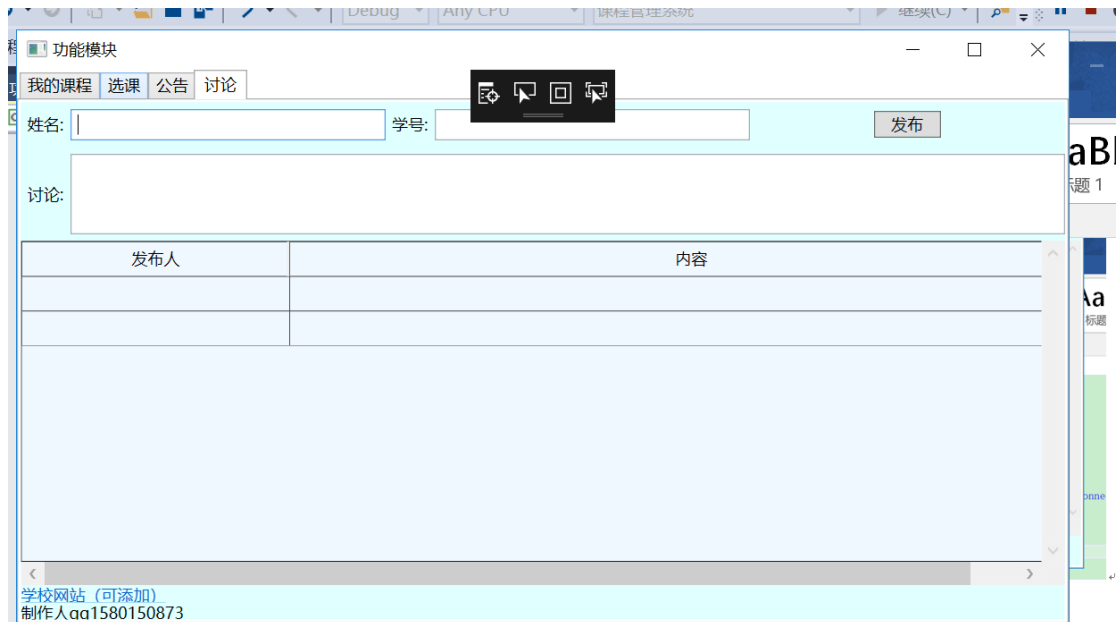 Debug Any CPU 课程管理系统 继续(C)
功能模块
我的课程 选课 公告 讨论
姓名: 学号: 发布
讨论:
发布人 内容
学校网站（可添加）
制作人qq1580150873
aBl
标题 1
Aa
标题
onne